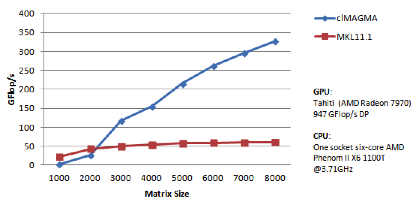 400
350
300
250
200
150
100
50
0
GFlop/s
1000 2000 3000 4000 5000 6000 7000 8000
Matrix Size
clMAGMA
MKL11.1
GPU:
Tahiti (AMD Radeon 7970)
947 GFlop/s DP
CPU:
One socket six-core AMD
Phenom II X6 1100T
@3.71GHz